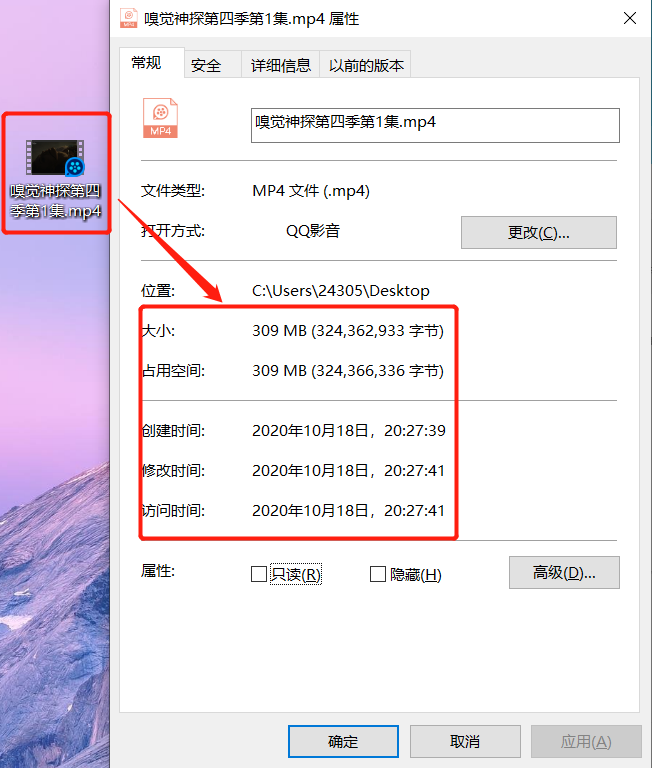 嗅觉神探第四季第1集.mp4 属性
常规
安全
详细信息
以前的版本
嗅觉神探第四
季第1集.mp4
MP4
嗅觉神探第四季第1集.mp4
文件类型:
MP4 文件 (.mp4)
打开方式:
QQ影音
更改(C)...
位置:
C:\Users\24305\Desktop
大小:
309 MB (324,362,933 字节)
占用空间:
309 MB (324,366,336 字节)
创建时间:
2020年10月18日，20:27:39
修改时间:
2020年10月18日，20:27:41
访问时间:
2020年10月18日，20:27:41
属性:
只读(R)
隐藏(H)
高级(D)...
确定
取消
应用(A)